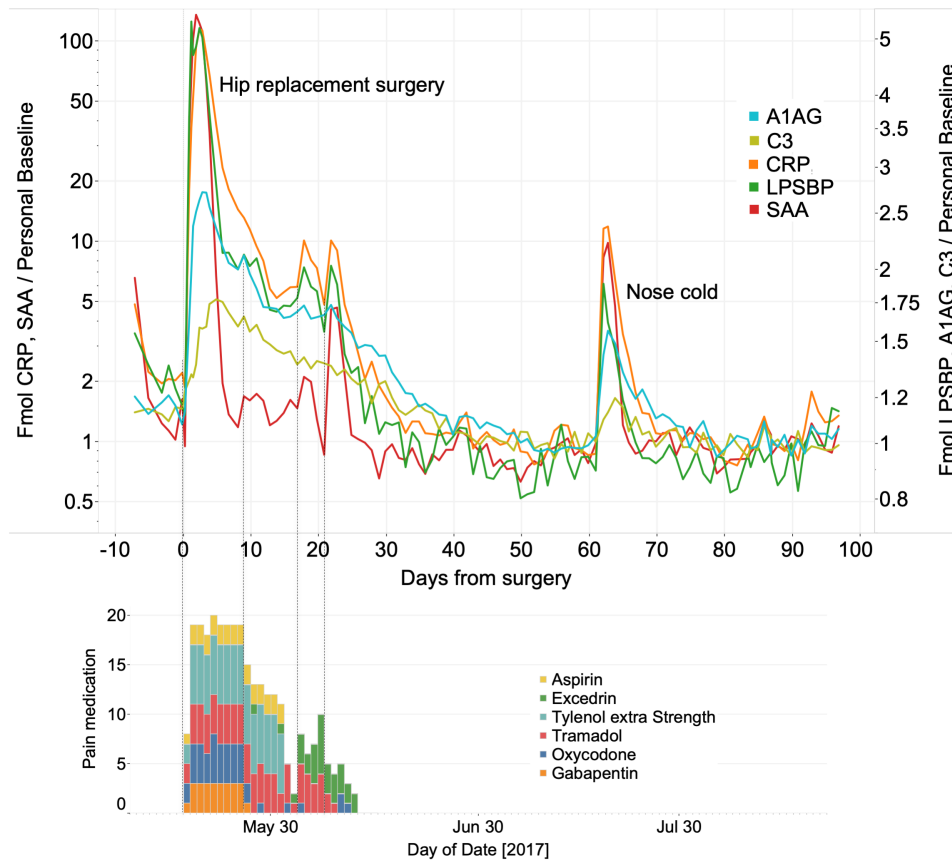 Fmol CRP, SAA / Personal Baseline
100
50
20
10
5
2
1
0.5
Hip replacement surgery
Nose cold
A1AG
C3
CRP
LPSBP
SAA
5
4
3.5
3
2.5
2
1.75
1.5
1.2
1
0.8
Fmol LPSBP, A1AG, C3 / Personal Baseline
-10 0 10 20 30 40 50 60 70 80 90 100
Days from surgery
Pain medication
20
15
10
5
0
Aspirin
Excedrin
Tylenol extra Strength
Tramadol
Oxycodone
Gabapentin
May 30 Jun 30 Jul 30
Day of Date [2017]